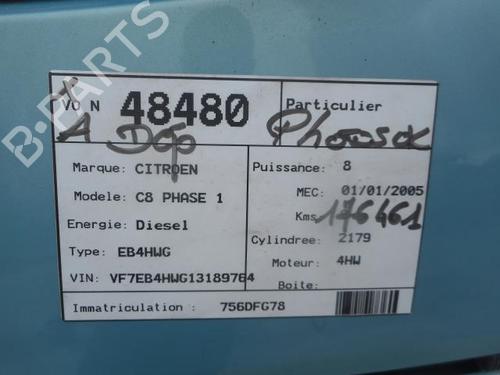 B-PARTS
VO N 48480 Particulier
A Dép
Marque: CITROEN
Modele: C8 PHASE 1
Energie: Diesel
Type: EB4HWG
VIN: VF7EB4HWG13189764
Puissance: 8
MEC: 01/01/2005
Kms 176461
Cylindree: 2179
Moteur: 4HW
Boite:
Immatriculation : 756DFG78